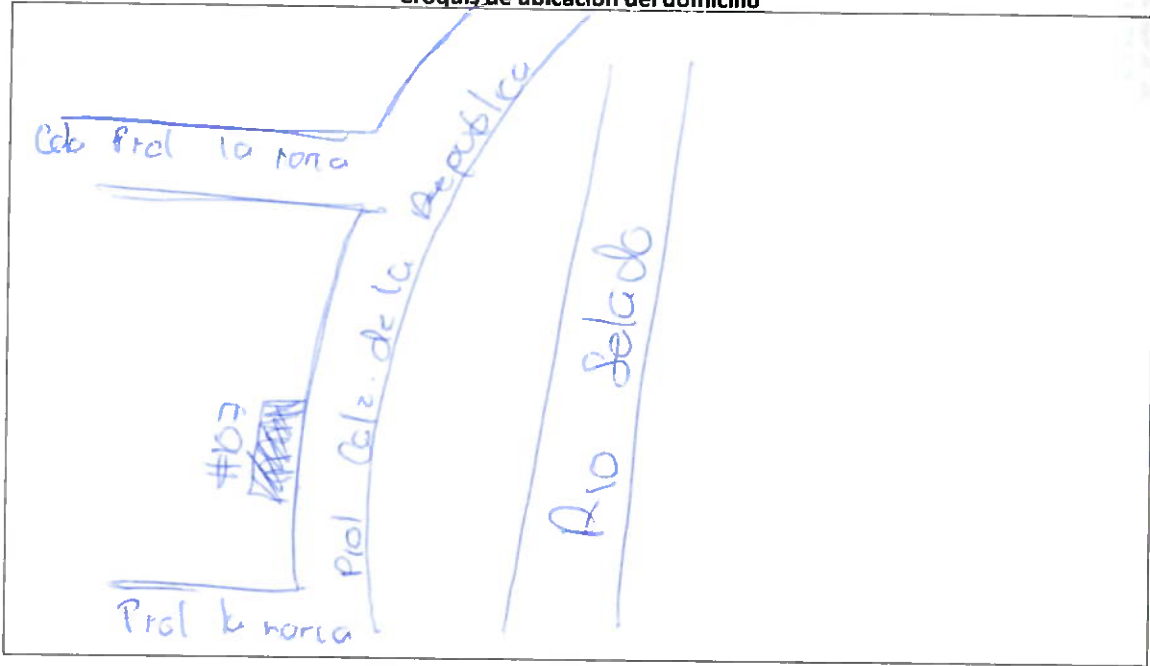 Croquis de ubicación del domicilio
Cda Prol la noria
Prol Calz. de la Republica
Rio Selado
#107
Prol la noria